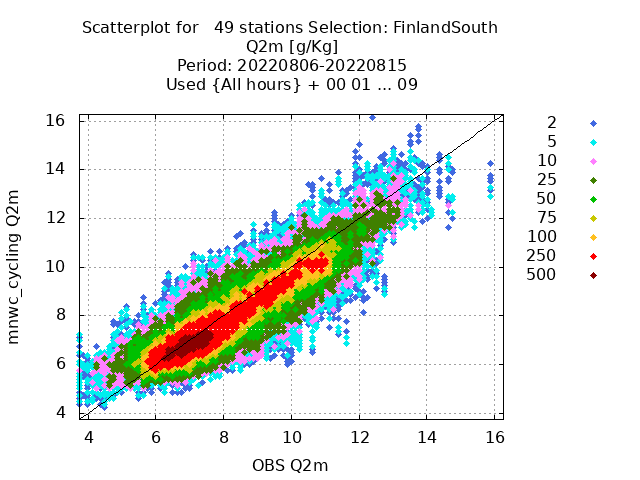 Scatterplot for   49 stations Selection: FinlandSouth
Q2m [g/Kg]
Period: 20220806-20220815
Used {All hours} + 00 01 ... 09
mnwc_cycling Q2m
16
14
12
10
8
6
4
4 6 8 10 12 14 16
OBS Q2m
2
5
10
25
50
75
100
250
500